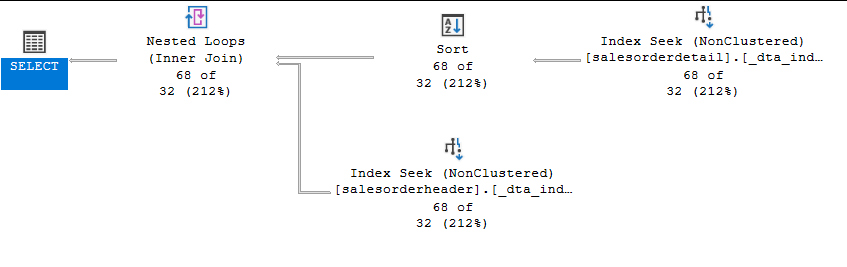 SELECT
Nested Loops
(Inner Join)
68 of
32 (212%)
Sort
68 of
32 (212%)
Index Seek (NonClustered)
[salesorderdetail].[_dta_ind…
68 of
32 (212%)
Index Seek (NonClustered)
[salesorderheader].[_dta_ind…
68 of
32 (212%)